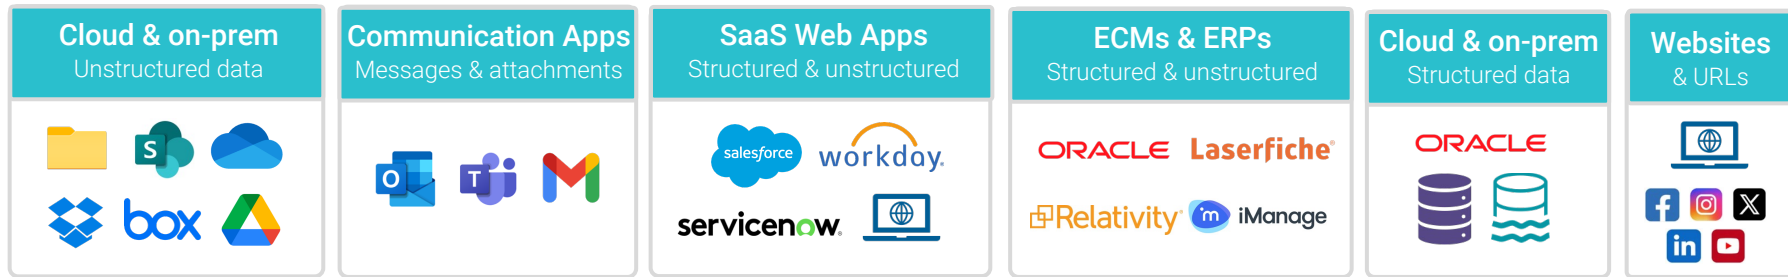 Cloud & on-prem
Unstructured data
S
box
Communication Apps
Messages & attachments
O
T
SaaS Web Apps
Structured & unstructured
salesforce
workday.
servicenow.
ECMs & ERPs
Structured & unstructured
ORACLE
Laserfiche®
Relativity®
m
iManage
Cloud & on-prem
Structured data
ORACLE
Websites
& URLs
f
X
in